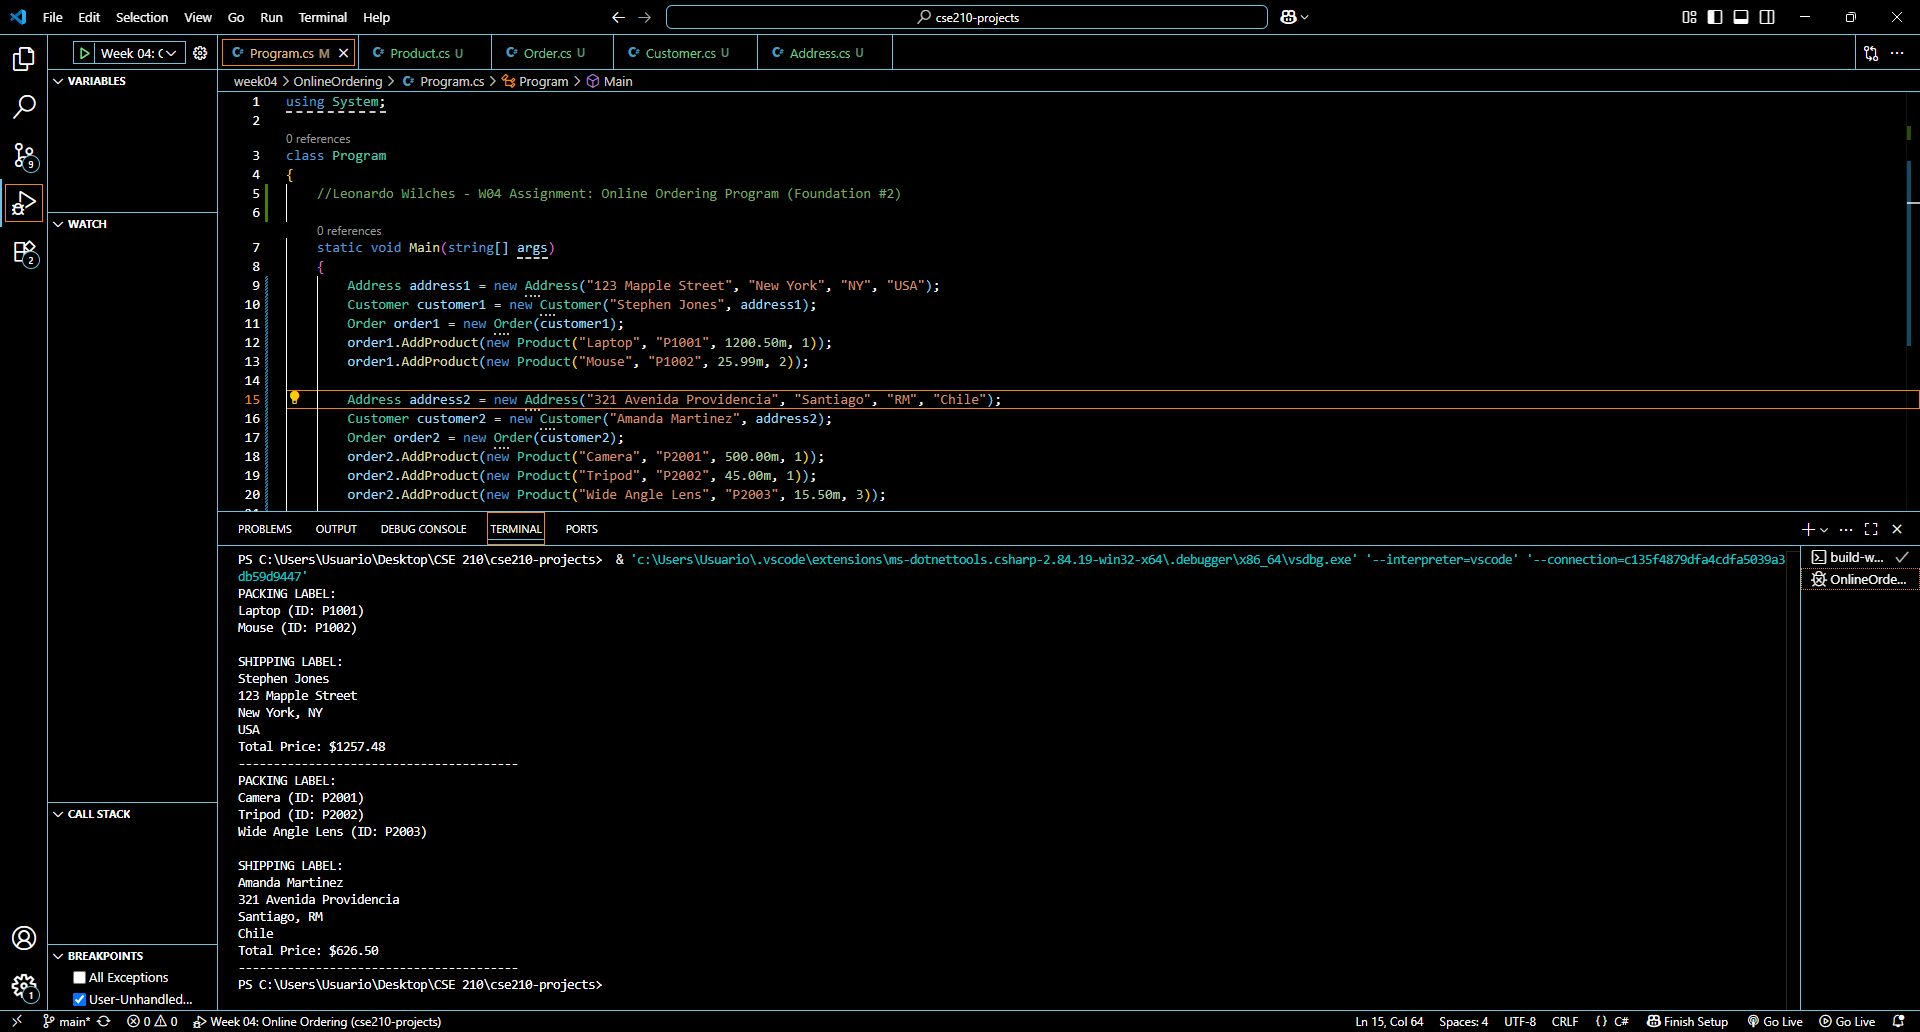 File Edit Selection View Go Run Terminal Help
cse210-projects
Week 04: 
Program.cs M
Product.cs U
Order.cs U
Customer.cs U
Address.cs U
VARIABLES
week04 > OnlineOrdering > Program.cs > Program > Main
1 using System;
2
0 references
3 class Program
4 {
5 //Leonardo Wilches - W04 Assignment: Online Ordering Program (Foundation #2)
6
0 references
7 static void Main(string[] args)
8 {
9 Address address1 = new Address("123 Mapple Street", "New York", "NY", "USA");
10 Customer customer1 = new Customer("Stephen Jones", address1);
11 Order order1 = new Order(customer1);
12 order1.AddProduct(new Product("Laptop", "P1001", 1200.50m, 1));
13 order1.AddProduct(new Product("Mouse", "P1002", 25.99m, 2));
14
15 Address address2 = new Address("321 Avenida Providencia", "Santiago", "RM", "Chile");
16 Customer customer2 = new Customer("Amanda Martinez", address2);
17 Order order2 = new Order(customer2);
18 order2.AddProduct(new Product("Camera", "P2001", 500.00m, 1));
19 order2.AddProduct(new Product("Tripod", "P2002", 45.00m, 1));
20 order2.AddProduct(new Product("Wide Angle Lens", "P2003", 15.50m, 3));
9
2
WATCH
PROBLEMS OUTPUT DEBUG CONSOLE TERMINAL PORTS
PS C:\Users\Usuario\Desktop\CSE 210\cse210-projects>  & 'c:\Users\Usuario\.vscode\extensions\ms-dotnettools.csharp-2.84.19-win32-x64\.debugger\x86_64\vsdbg.exe' '--interpreter=vscode' '--connection=c135f4879dfa4cdfa5039a3
db59d9447'
PACKING LABEL:
Laptop (ID: P1001)
Mouse (ID: P1002)
SHIPPING LABEL:
Stephen Jones
123 Mapple Street
New York, NY
USA
Total Price: $1257.48
----------------------------------------
PACKING LABEL:
Camera (ID: P2001)
Tripod (ID: P2002)
Wide Angle Lens (ID: P2003)
SHIPPING LABEL:
Amanda Martinez
321 Avenida Providencia
Santiago, RM
Chile
Total Price: $626.50
----------------------------------------
PS C:\Users\Usuario\Desktop\CSE 210\cse210-projects>
build-w...
OnlineOrde...
CALL STACK
BREAKPOINTS
All Exceptions
User-Unhandled...
1
main* 0 0 Week 04: Online Ordering (cse210-projects) Ln 15, Col 64 Spaces: 4 UTF-8 CRLF {} C# Finish Setup Go Live Go Live